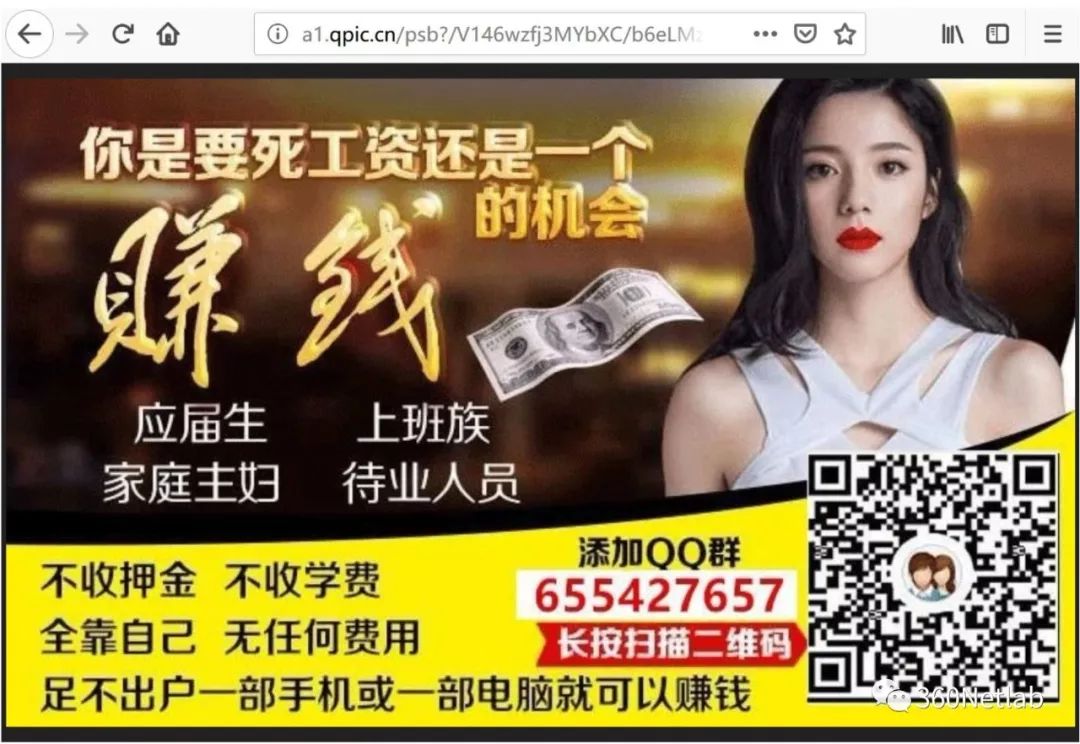 a1.qpic.cn/psb?/V146wzfj3MYbXC/b6eLMz
你是要死工资还是一个
的机会
赚钱
应届生 上班族
家庭主妇 待业人员
添加QQ群
不收押金 不收学费
655427657
全靠自己 无任何费用
长按扫描二维码
足不出户一部手机或一部电脑就可以赚钱
360Netlab